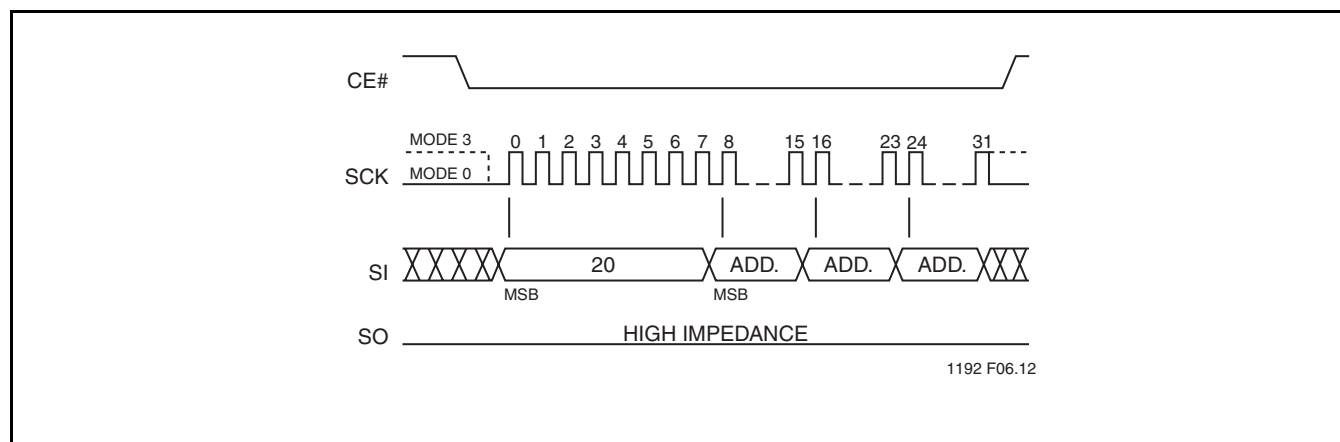 CE#
MODE 3 0 1 2 3 4 5 6 7 8 15 16 23 24 31
SCK
MODE 0
SI 20 ADD. ADD. ADD.
MSB MSB
SO HIGH IMPEDANCE
1192 F06.12